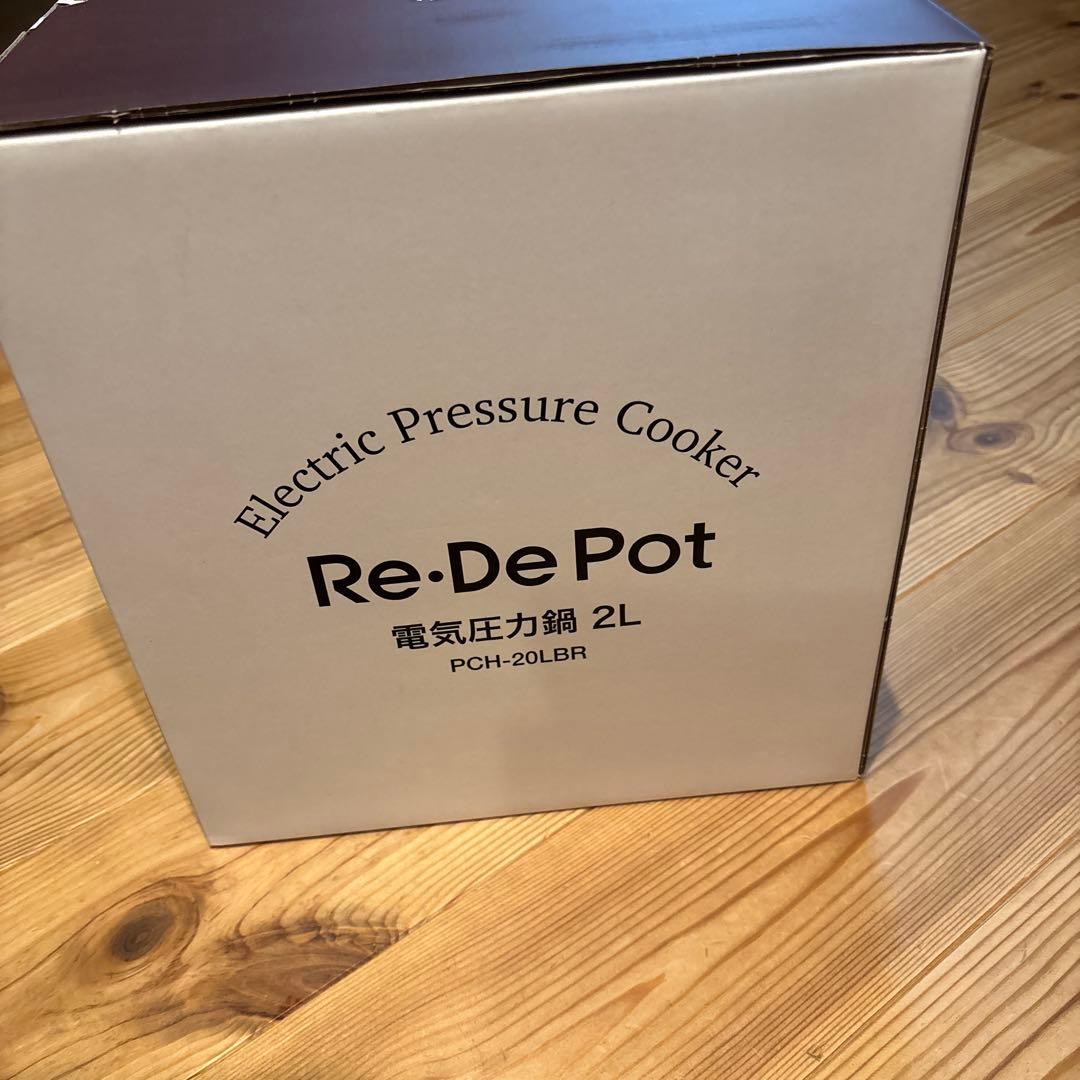 Electric Pressure Cooker
Re·De Pot
電気圧力鍋 2L
PCH-20LBR